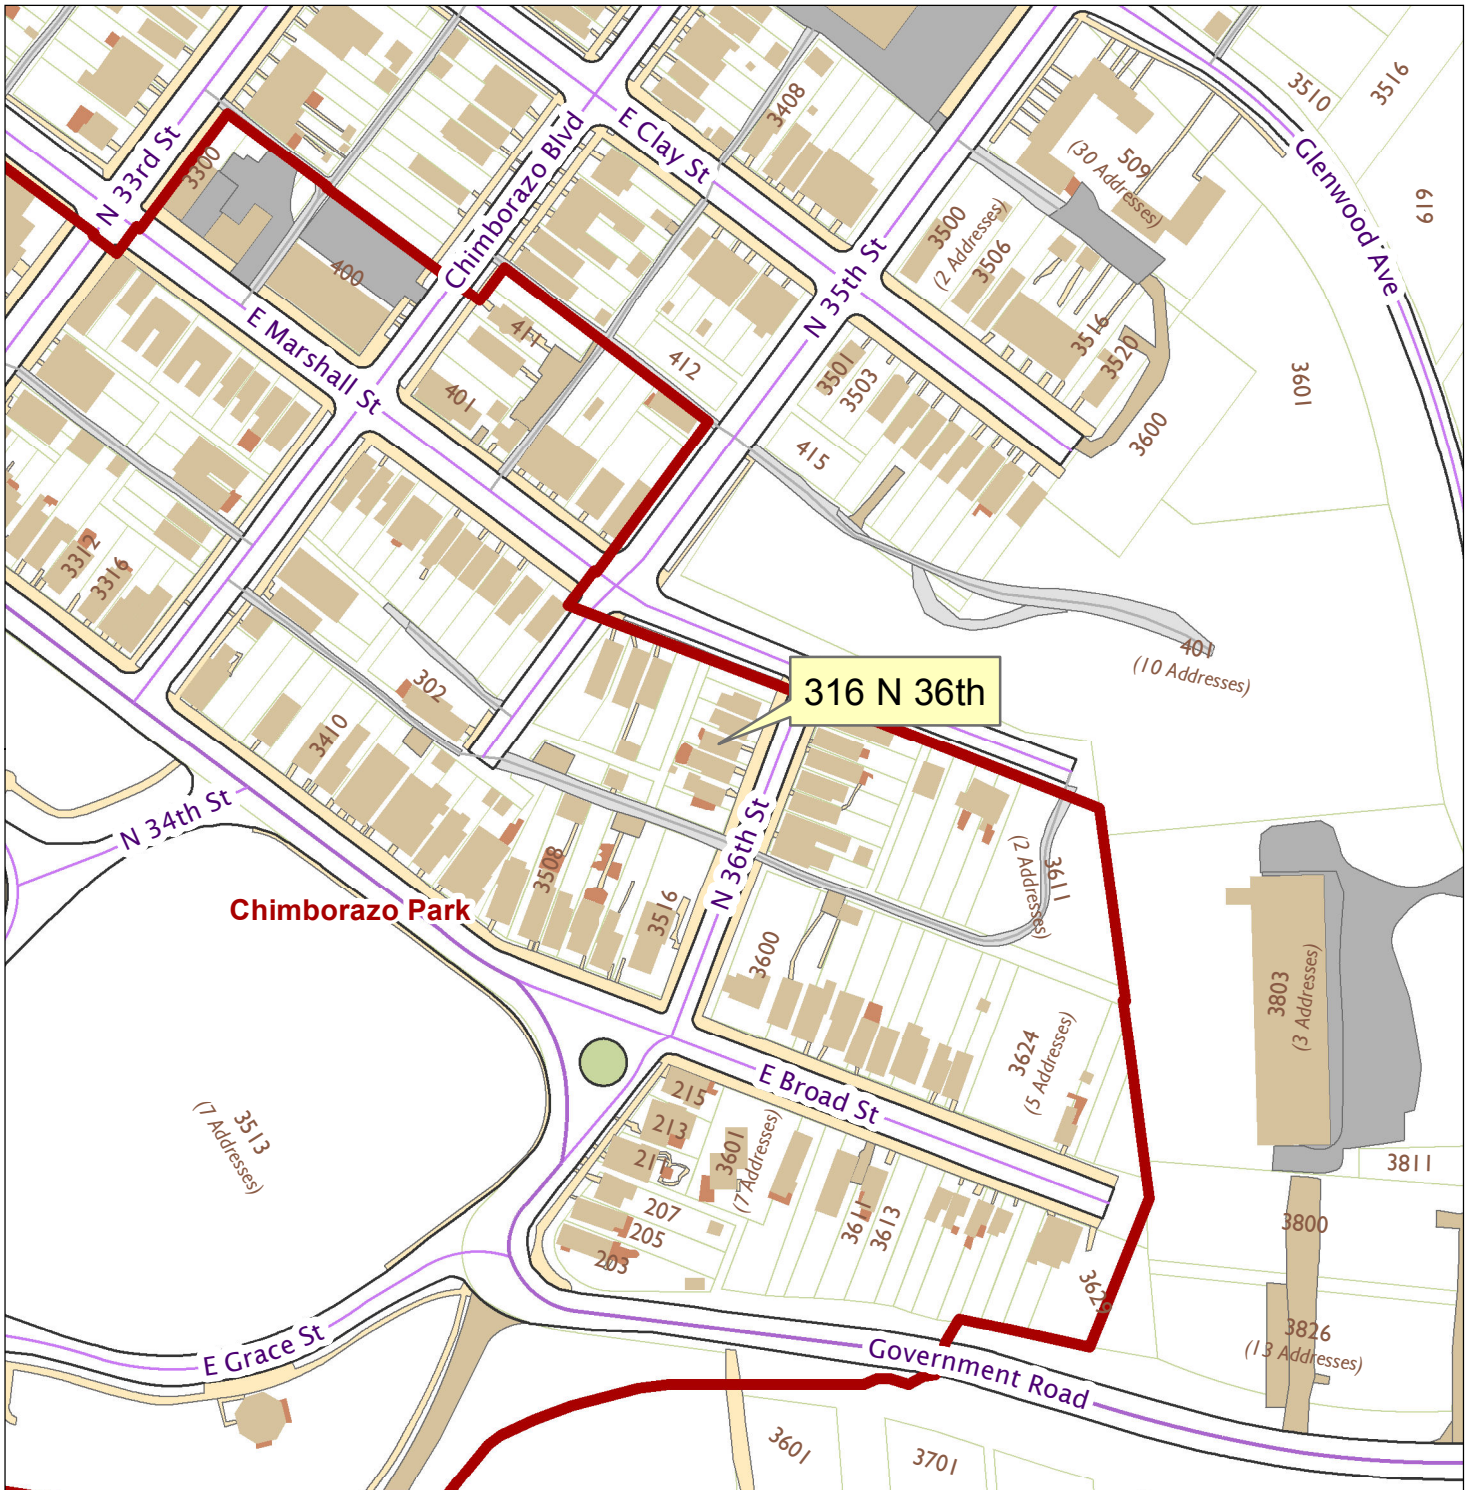 3510
3516
3408
E Clay St
Chimborazo Blvd
N 33rd St
3300
509
(30 Addresses)
Glenwood Ave
619
3500
(2 Addresses)
3506
N 35th St
400
E Marshall St
411
412
401
3501
3503
3516
3520
3601
3600
415
3312
3316
401
(10 Addresses)
302
316 N 36th
3410
N 34th St
N 36th St
3508
3516
3611
(2 Addresses)
Chimborazo Park
3600
3803
(3 Addresses)
3624
(5 Addresses)
E Broad St
215
213
211
3601
(7 Addresses)
3513
(7 Addresses)
207
205
203
3611
3613
3629
3811
3800
3826
(13 Addresses)
E Grace St
Government Road
3601
3701